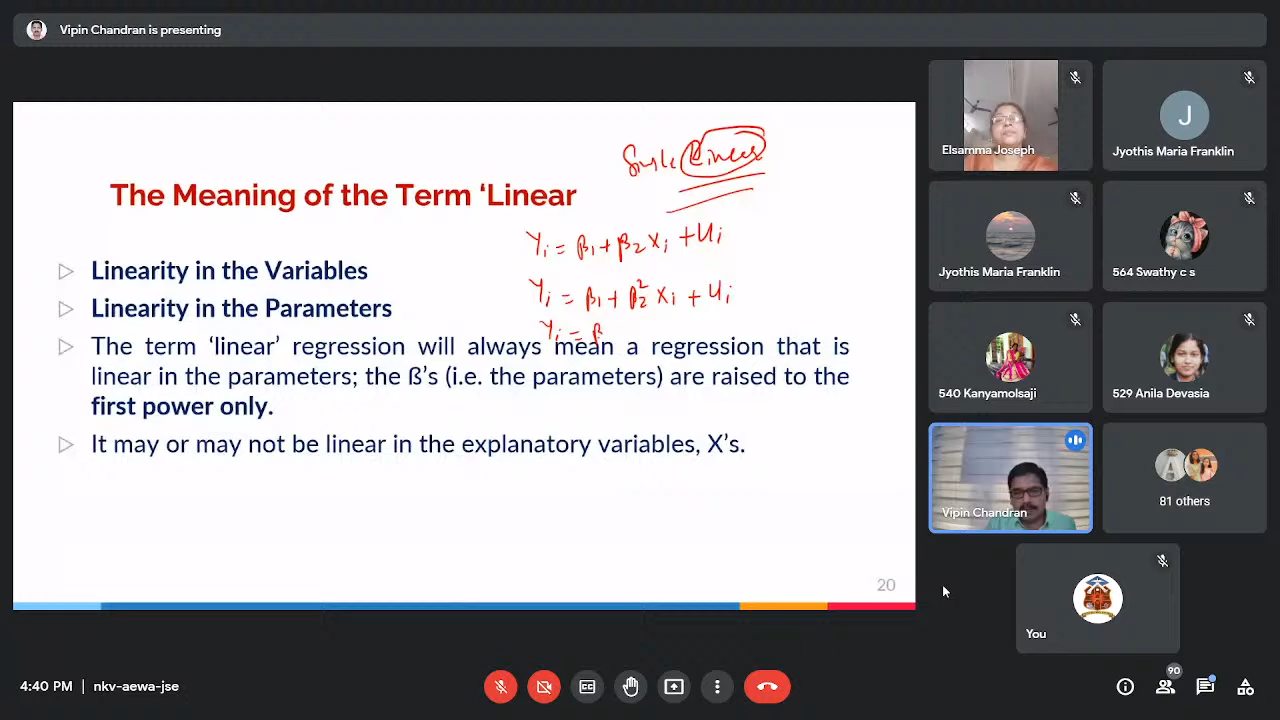 Vipin Chandran is presenting
Simple Linear
The Meaning of the Term ‘Linear
Yi = β1 + β2 Xi + Ui
Linearity in the Variables
Yi = β1 + β2² Xi + Ui
Linearity in the Parameters
Yi = β
The term ‘linear’ regression will always mean a regression that is
linear in the parameters; the ß’s (i.e. the parameters) are raised to the
first power only.
It may or may not be linear in the explanatory variables, X’s.
20
Elsamma Joseph
J
Jyothis Maria Franklin
Jyothis Maria Franklin
564 Swathy c s
540 Kanyamolsaji
529 Anila Devasia
Vipin Chandran
A
81 others
You
4:40 PM | nkv-aewa-jse
90